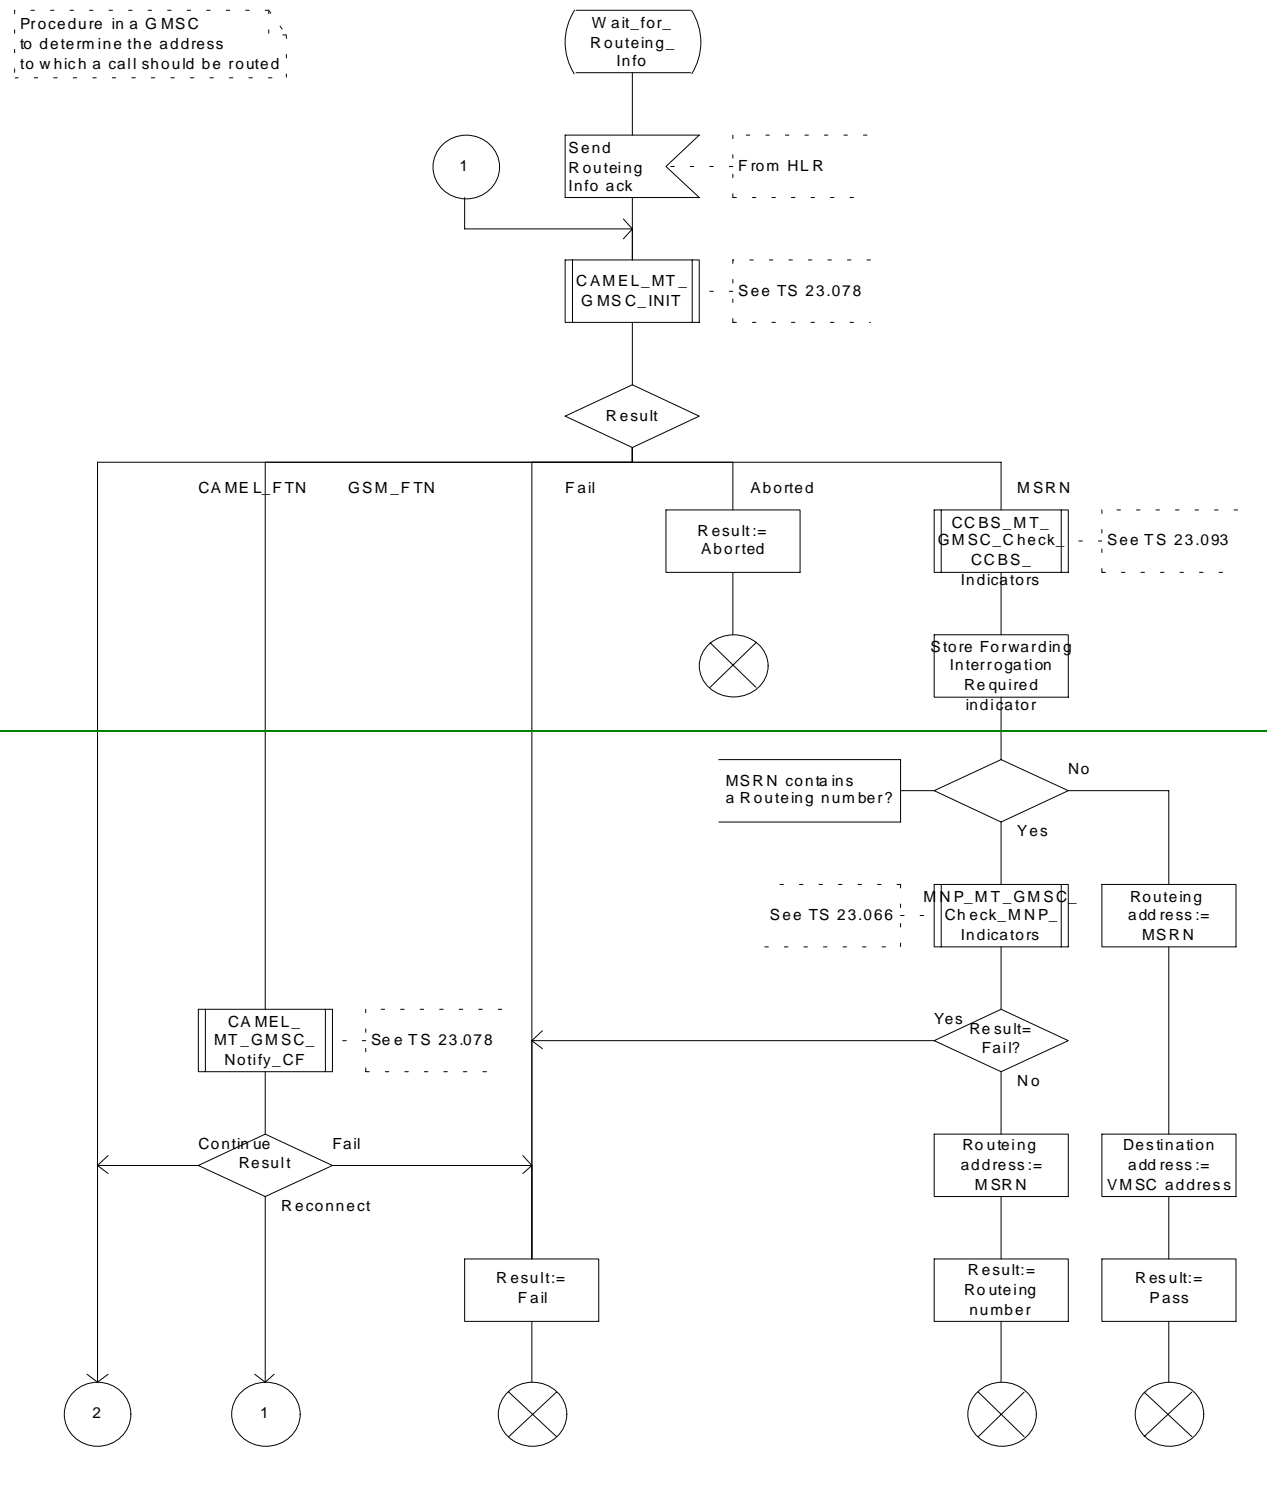 Procedure in a GMSC
to determine the address
to which a call should be routed
Wait_for_
Routeing_
Info
1
Send
Routeing
Info ack
From HLR
CAMEL_MT_
GMSC_INIT
See TS 23.078
Result
CAMEL_FTN
GSM_FTN
Fail
Aborted
MSRN
Result:=
Aborted
CCBS_MT_
GMSC_Check_
CCBS_
Indicators
See TS 23.093
Store Forwarding
Interrogation
Required
indicator
MSRN contains
a Routeing number?
No
Yes
See TS 23.066
MNP_MT_GMSC_
Check_MNP_
Indicators
Routeing
address:=
MSRN
CAMEL_
MT_GMSC_
Notify_CF
See TS 23.078
Yes
Result=
Fail?
No
Continue
Result
Fail
Reconnect
Routeing
address:=
MSRN
Destination
address:=
VMSC address
Result:=
Fail
Result:=
Routeing
number
Result:=
Pass
2
1